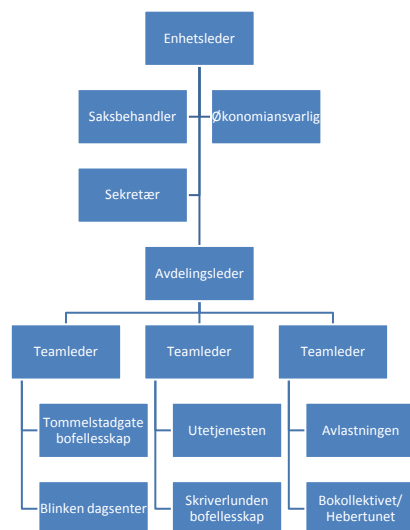 Enhetsleder
Saksbehandler
Økonomiansvarlig
Sekretær
Avdelingsleder
Teamleder
Teamleder
Teamleder
Tommelstadgate
bofellesskap
Utetjenesten
Avlastningen
Blinken dagsenter
Skriverlunden
bofellesskap
Bokollektivet/
Hebertunet